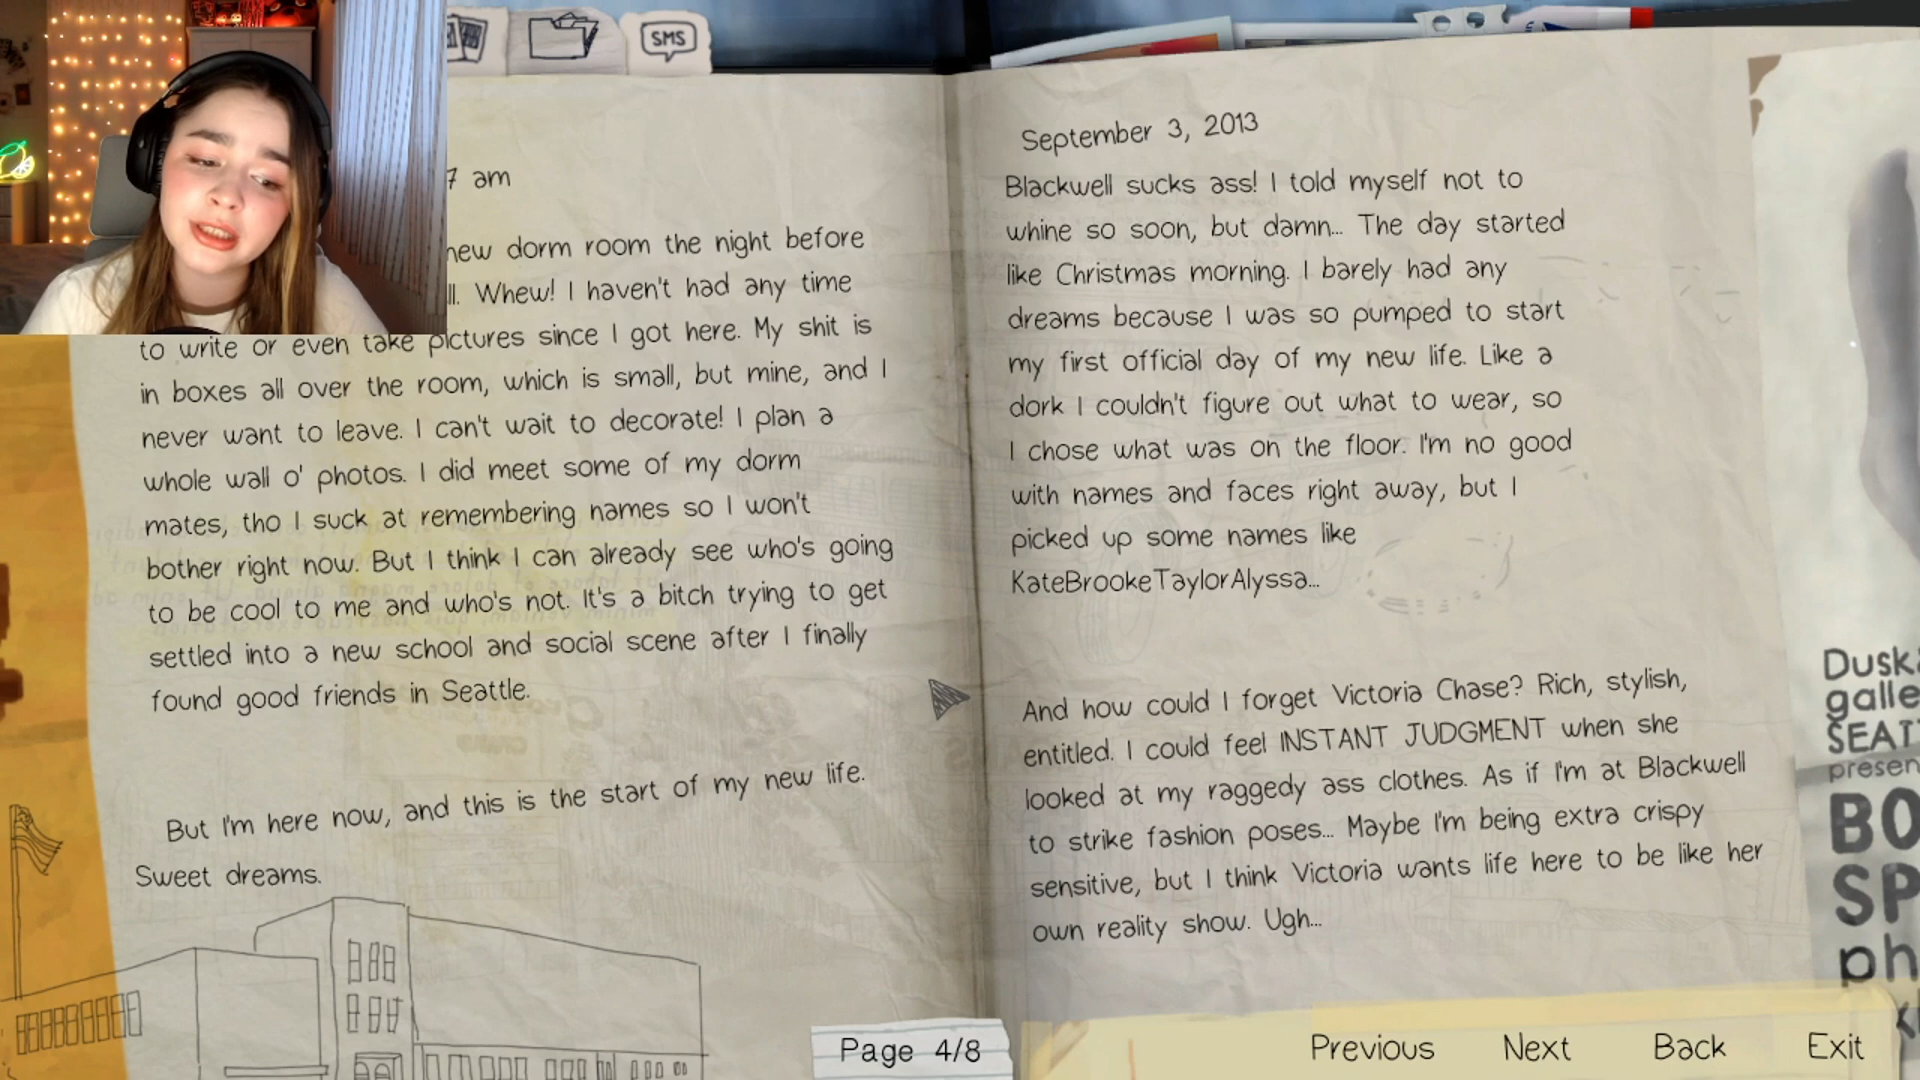 SMS
7 am
new dorm room the night before
ll. Whew! I haven't had any time
to write or even take pictures since I got here. My shit is
in boxes all over the room, which is small, but mine, and I
never want to leave. I can't wait to decorate! I plan a
whole wall o' photos. I did meet some of my dorm
mates, tho I suck at remembering names so I won't
bother right now. But I think I can already see who's going
to be cool to me and who's not. It's a bitch trying to get
settled into a new school and social scene after I finally
found good friends in Seattle.
But I'm here now, and this is the start of my new life.
Sweet dreams.
September 3, 2013
Blackwell sucks ass! I told myself not to
whine so soon, but damn... The day started
like Christmas morning. I barely had any
dreams because I was so pumped to start
my first official day of my new life. Like a
dork I couldn't figure out what to wear, so
I chose what was on the floor. I'm no good
with names and faces right away, but I
picked up some names like
KateBrookeTaylorAlyssa...
And how could I forget Victoria Chase? Rich, stylish,
entitled. I could feel INSTANT JUDGMENT when she
looked at my raggedy ass clothes. As if I'm at Blackwell
to strike fashion poses... Maybe I'm being extra crispy
sensitive, but I think Victoria wants life here to be like her
own reality show. Ugh...
galle
SEAT
presen
BO
SP
ph
Page 4/8
Previous Next Back Exit